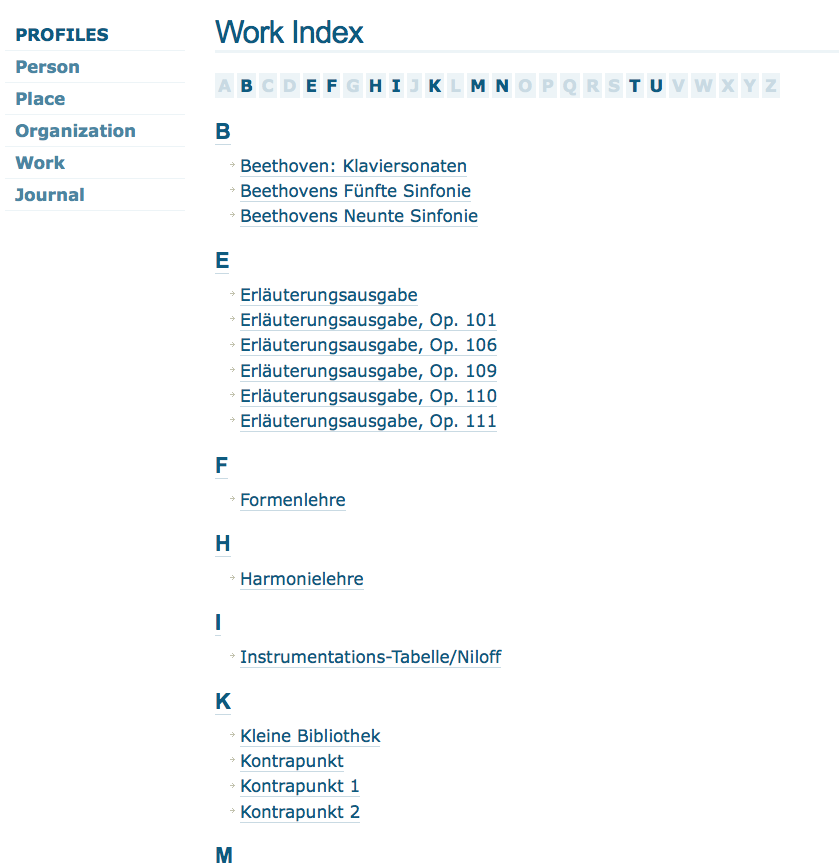 PROFILES
Person
Place
Organization
Work
Journal
Work Index
A B C D E F G H I J K L M N O P Q R S T U V W X Y Z
B
Beethoven: Klaviersonaten
Beethovens Fünfte Sinfonie
Beethovens Neunte Sinfonie
E
Erläuterungsausgabe
Erläuterungsausgabe, Op. 101
Erläuterungsausgabe, Op. 106
Erläuterungsausgabe, Op. 109
Erläuterungsausgabe, Op. 110
Erläuterungsausgabe, Op. 111
F
Formenlehre
H
Harmonielehre
I
Instrumentations-Tabelle/Niloff
K
Kleine Bibliothek
Kontrapunkt
Kontrapunkt 1
Kontrapunkt 2
M